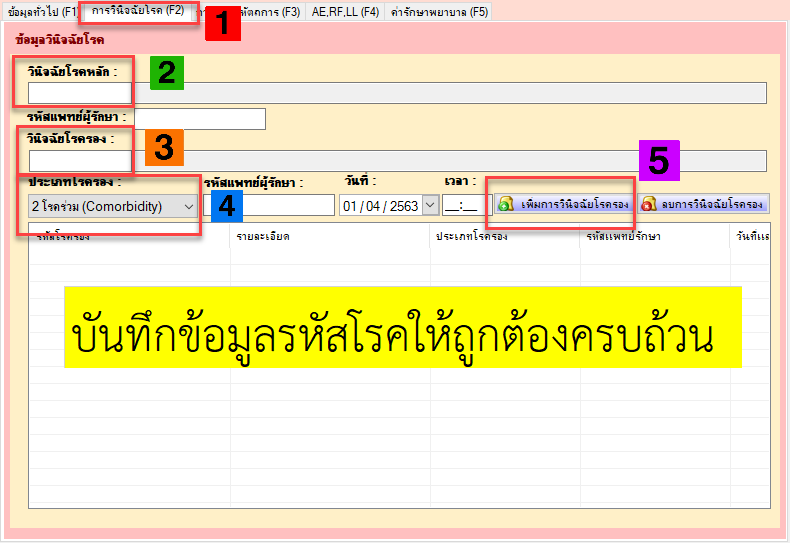 ข้อมูลทั่วไป (F1) การวินิจฉัยโรค (F2) หัตถการ (F3) AE,RF,LL (F4) ค่ารักษาพยาบาล (F5)
1
ข้อมูลวินิจฉัยโรค
วินิจฉัยโรคหลัก :
2
รหัสแพทย์ผู้รักษา :
วินิจฉัยโรครอง :
3
5
ประเภทโรครอง : รหัสแพทย์ผู้รักษา : วันที่ : เวลา :
2 โรคร่วม (Comorbidity) 4 01 / 04 / 2563 __:__ เพิ่มการวินิจฉัยโรครอง ลบการวินิจฉัยโรครอง
รหัสโรครอง รายละเอียด ประเภทโรครอง รหัสแพทย์รักษา
บันทึกข้อมูลรหัสโรคให้ถูกต้องครบถ้วน